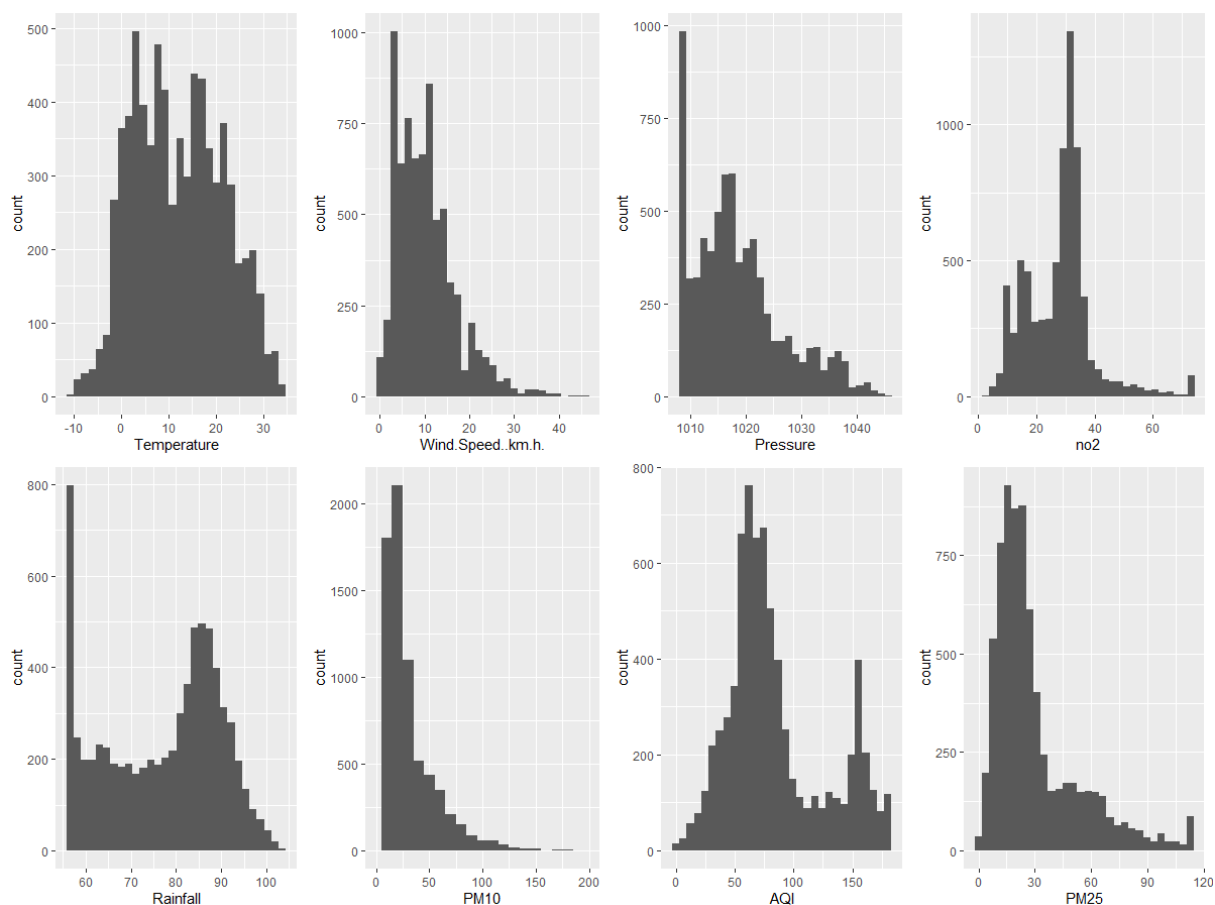 500
400
300
200
100
0
count
-10 0 10 20 30
Temperature
1000
750
500
250
0
count
0 10 20 30 40
Wind.Speed..km.h.
1000
750
500
250
0
count
1010 1020 1030 1040
Pressure
1000
500
0
count
0 20 40 60
no2
800
600
400
200
0
count
60 70 80 90 100
Rainfall
2000
1500
1000
500
0
count
0 50 100 150 200
PM10
800
600
400
200
0
count
0 50 100 150
AQI
750
500
250
0
count
0 30 60 90 120
PM25